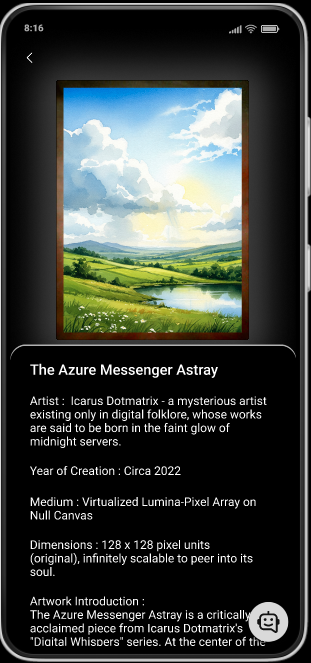 8:16
The Azure Messenger Astray
Artist :  Icarus Dotmatrix - a mysterious artist
existing only in digital folklore, whose works
are said to be born in the faint glow of
midnight servers.
Year of Creation : Circa 2022
Medium : Virtualized Lumina-Pixel Array on
Null Canvas
Dimensions : 128 x 128 pixel units
(original), infinitely scalable to peer into its
soul.
Artwork Introduction :
The Azure Messenger Astray is a critically
acclaimed piece from Icarus Dotmatrix's
"Digital Whispers" series. At the center of the